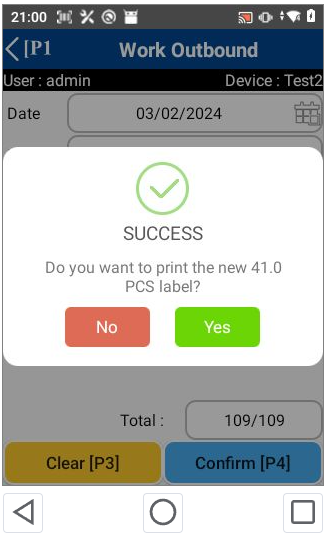 21:00
[P1
Work Outbound
User : admin
Device : Test2
Date
03/02/2024
SUCCESS
Do you want to print the new 41.0
PCS label?
No
Yes
Total :
109/109
Clear [P3]
Confirm [P4]